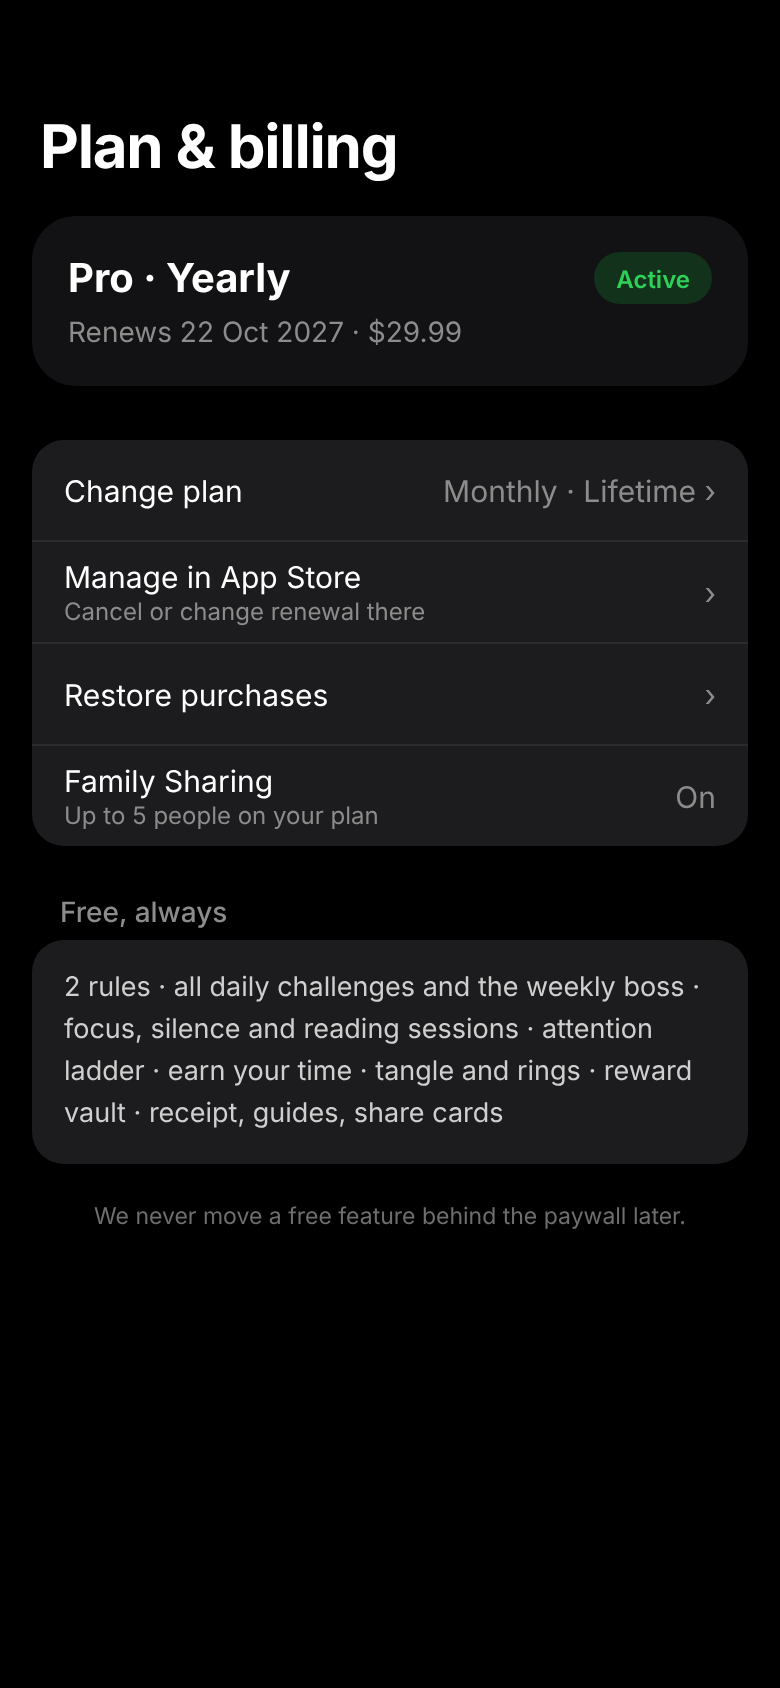 Plan & billing
Pro · Yearly
Active
Renews 22 Oct 2027 · $29.99
Change plan
Monthly · Lifetime ›
Manage in App Store
Cancel or change renewal there
›
Restore purchases
›
Family Sharing
Up to 5 people on your plan
On
Free, always
2 rules · all daily challenges and the weekly boss ·
focus, silence and reading sessions · attention
ladder · earn your time · tangle and rings · reward
vault · receipt, guides, share cards
We never move a free feature behind the paywall later.